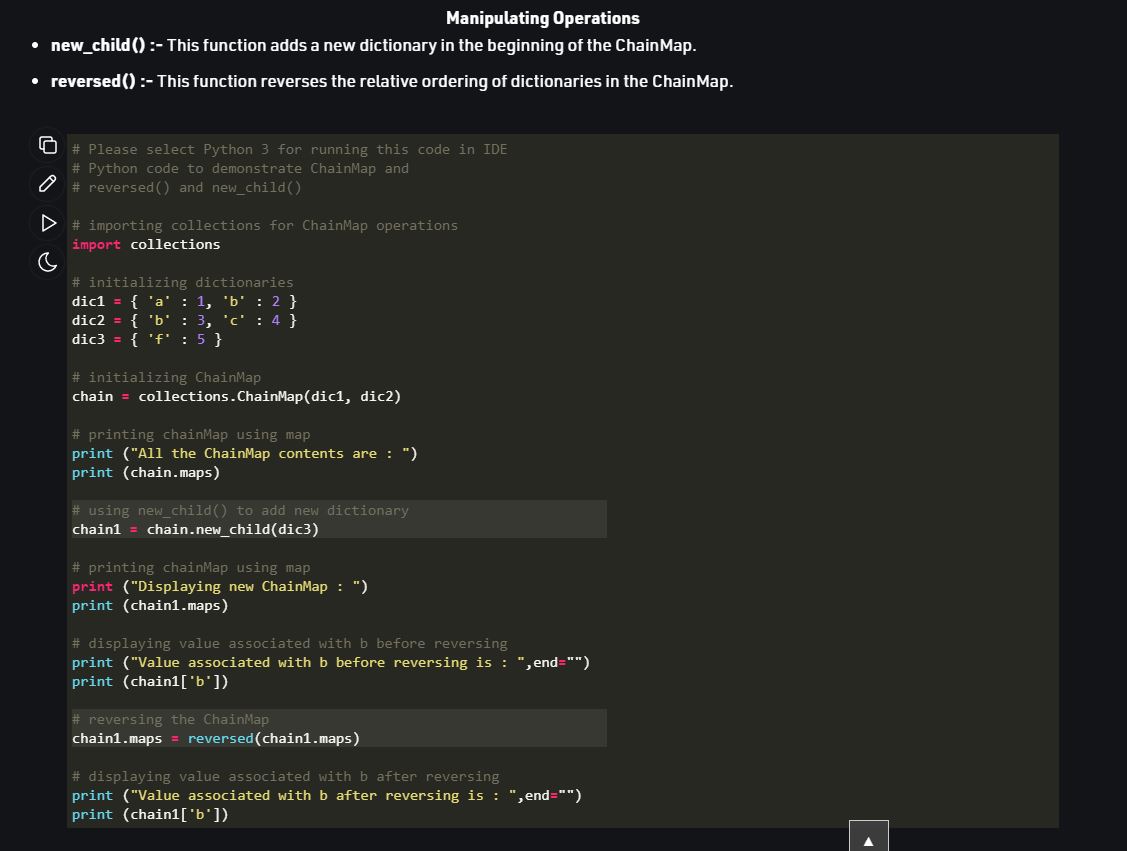 Manipulating Operations
• new_child() :- This function adds a new dictionary in the beginning of the ChainMap.
• reversed() :- This function reverses the relative ordering of dictionaries in the ChainMap.
# Please select Python 3 for running this code in IDE
# Python code to demonstrate ChainMap and
# reversed() and new_child()
# importing collections for ChainMap operations
import collections
# initializing dictionaries
dic1 = { 'a' : 1, 'b' : 2 }
dic2 = { 'b' : 3, 'c' : 4 }
dic3 = { 'f' : 5 }
# initializing ChainMap
chain = collections.ChainMap(dic1, dic2)
# printing chainMap using map
print ("All the ChainMap contents are : ")
print (chain.maps)
# using new_child() to add new dictionary
chain1 = chain.new_child(dic3)
# printing chainMap using map
print ("Displaying new ChainMap : ")
print (chain1.maps)
# displaying value associated with b before reversing
print ("Value associated with b before reversing is : ",end="")
print (chain1['b'])
# reversing the ChainMap
chain1.maps = reversed(chain1.maps)
# displaying value associated with b after reversing
print ("Value associated with b after reversing is : ",end="")
print (chain1['b'])